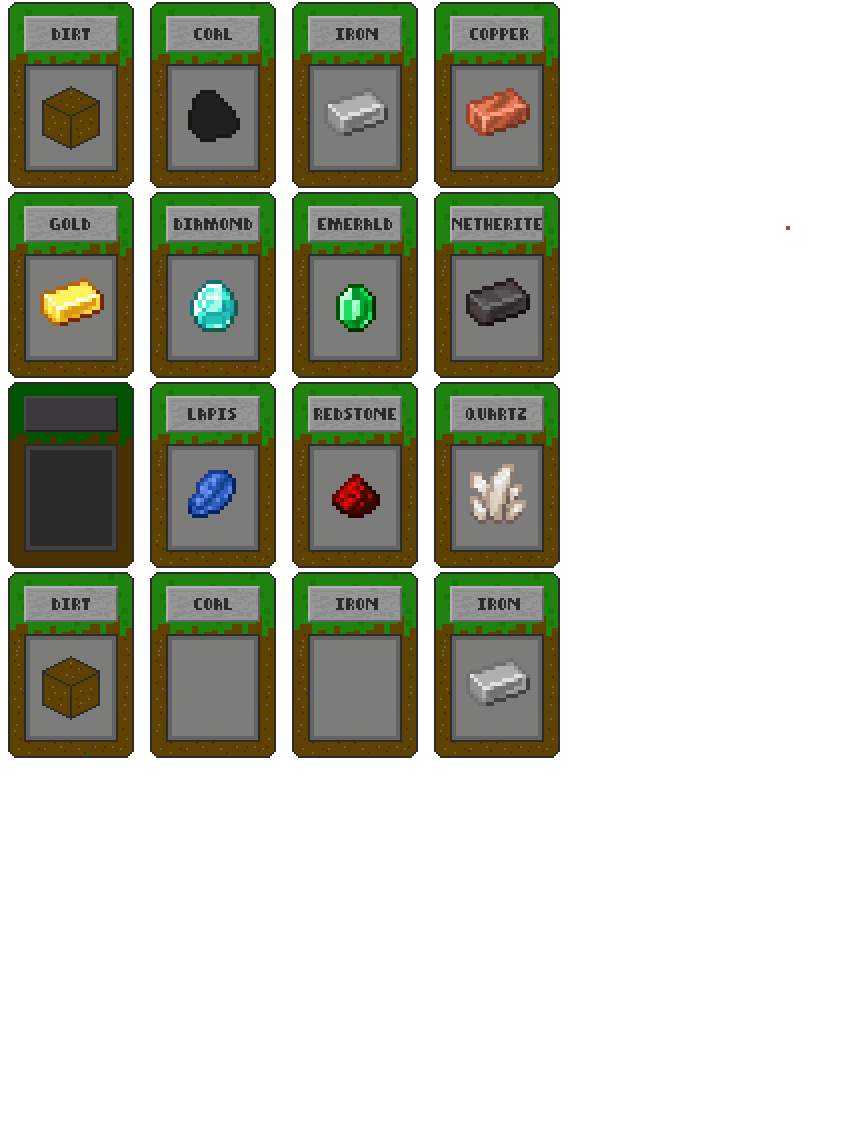 DIRT
COAL
IRON
COPPER
GOLD
DIAMOND
EMERALD
NETHERITE
LAPIS
REDSTONE
QUARTZ
DIRT
COAL
IRON
IRON